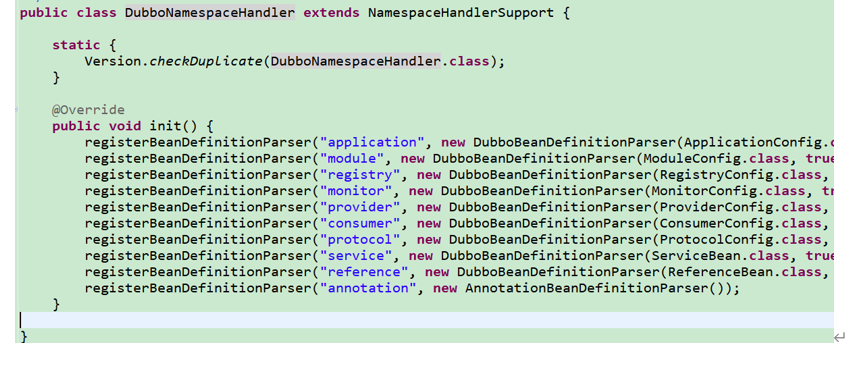 public class DubboNamespaceHandler extends NamespaceHandlerSupport {
static {
Version.checkDuplicate(DubboNamespaceHandler.class);
}
@Override
public void init() {
registerBeanDefinitionParser("application", new DubboBeanDefinitionParser(ApplicationConfig.c
registerBeanDefinitionParser("module", new DubboBeanDefinitionParser(ModuleConfig.class, true
registerBeanDefinitionParser("registry", new DubboBeanDefinitionParser(RegistryConfig.class,
registerBeanDefinitionParser("monitor", new DubboBeanDefinitionParser(MonitorConfig.class, tr
registerBeanDefinitionParser("provider", new DubboBeanDefinitionParser(ProviderConfig.class,
registerBeanDefinitionParser("consumer", new DubboBeanDefinitionParser(ConsumerConfig.class,
registerBeanDefinitionParser("protocol", new DubboBeanDefinitionParser(ProtocolConfig.class,
registerBeanDefinitionParser("service", new DubboBeanDefinitionParser(ServiceBean.class, true
registerBeanDefinitionParser("reference", new DubboBeanDefinitionParser(ReferenceBean.class,
registerBeanDefinitionParser("annotation", new AnnotationBeanDefinitionParser());
}
}